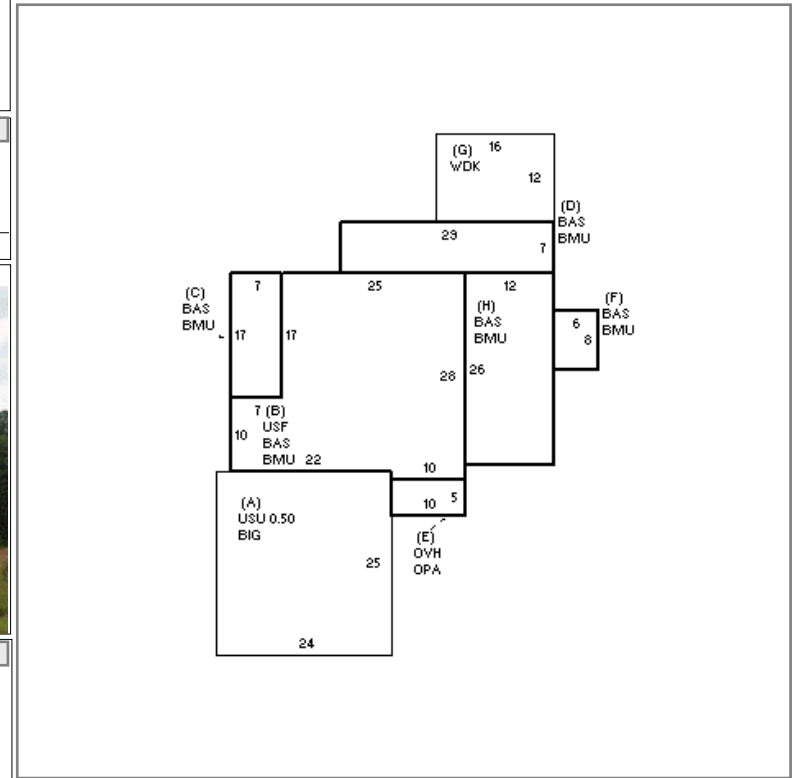 (G) 16
WDK
12
(D)
BAS
BMU
29
7
(C)
BAS
BMU
7
25
12
(H)
BAS
BMU
(F)
BAS
BMU
6
8
17
17
28
26
7 (B)
USF
BAS
BMU 22
10
10
10
5
(A)
USU 0.50
BIG
(E)
OVH
OPA
25
24